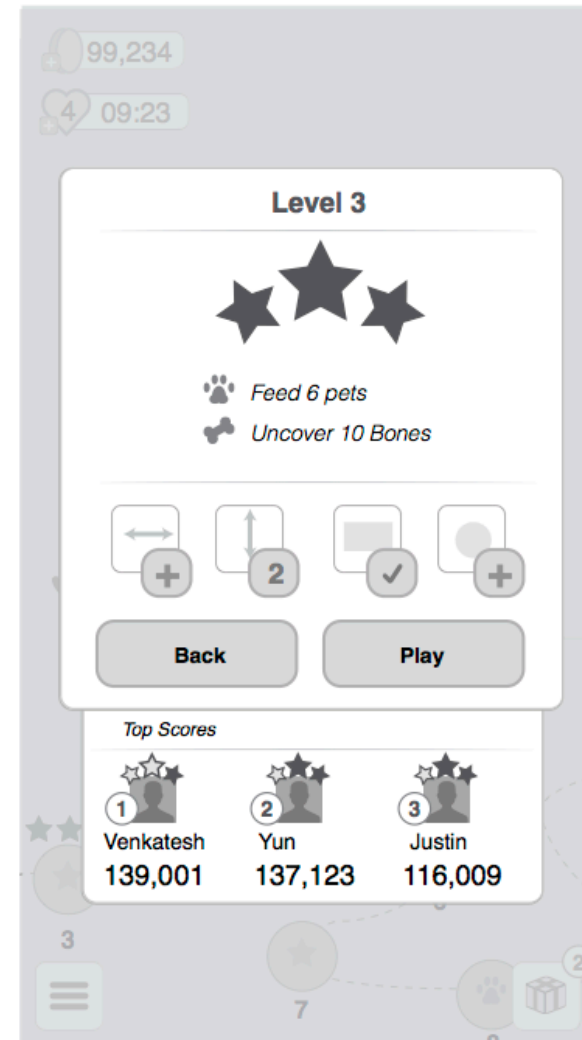 99,234
4 09:23
Level 3
Feed 6 pets
Uncover 10 Bones
2
Back Play
Top Scores
1 2 3
Venkatesh Yun Justin
139,001 137,123 116,009
3
7
2